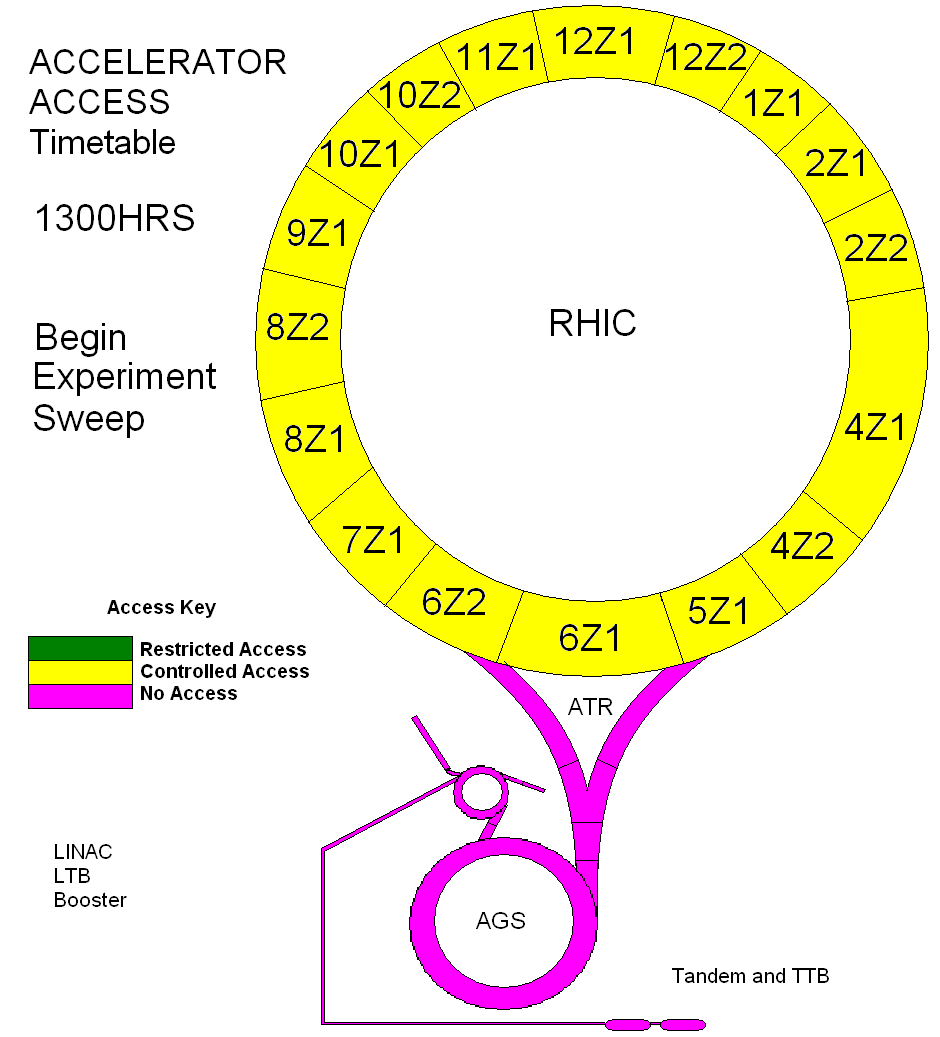 ACCELERATOR
ACCESS
Timetable
1300HRS
Begin
Experiment
Sweep
12Z1
12Z2
1Z1
2Z1
2Z2
4Z1
4Z2
5Z1
6Z1
6Z2
7Z1
8Z1
8Z2
9Z1
10Z1
10Z2
11Z1
RHIC
Access Key
Restricted Access
Controlled Access
No Access
ATR
LINAC
LTB
Booster
AGS
Tandem and TTB